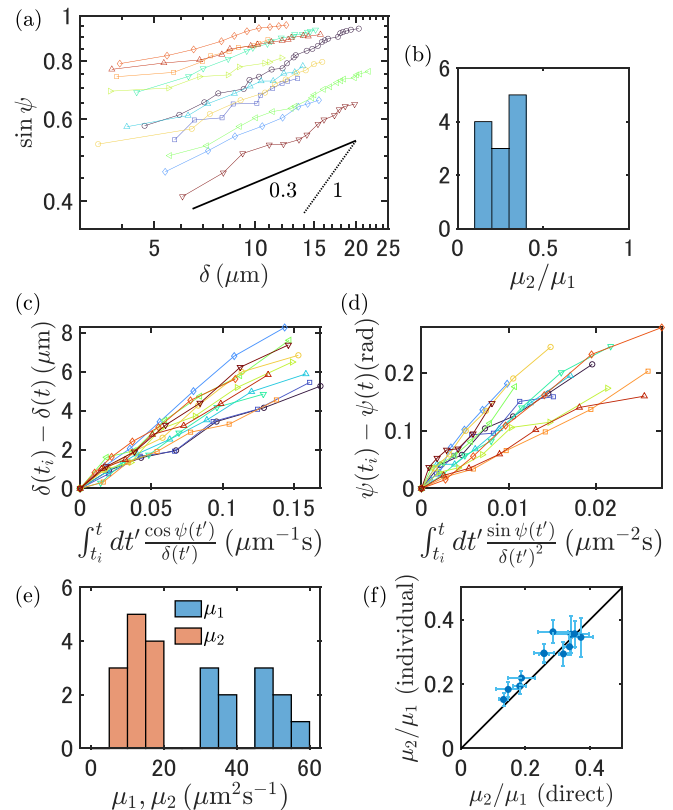 (a)
1
0.8
0.6
0.4
sin ψ
0.3
1
5
10
15
20
25
δ (μm)
(b)
6
4
2
0
0
0.5
1
μ₂/μ₁
(c)
8
6
4
2
0
δ(tᵢ) − δ(t) (μm)
0
0.05
0.1
0.15
∫ₜᵢᵗ dt′ cos ψ(t′)/δ(t′) (μm⁻¹s)
(d)
0.2
0.1
0
ψ(tᵢ) − ψ(t)(rad)
0
0.01
0.02
∫ₜᵢᵗ dt′ sin ψ(t′)/δ(t′)² (μm⁻²s)
(e)
6
4
2
0
μ₁
μ₂
0
20
40
60
μ₁, μ₂ (μm²s⁻¹)
(f)
0.4
0.2
0
μ₂/μ₁ (individual)
0
0.2
0.4
μ₂/μ₁ (direct)